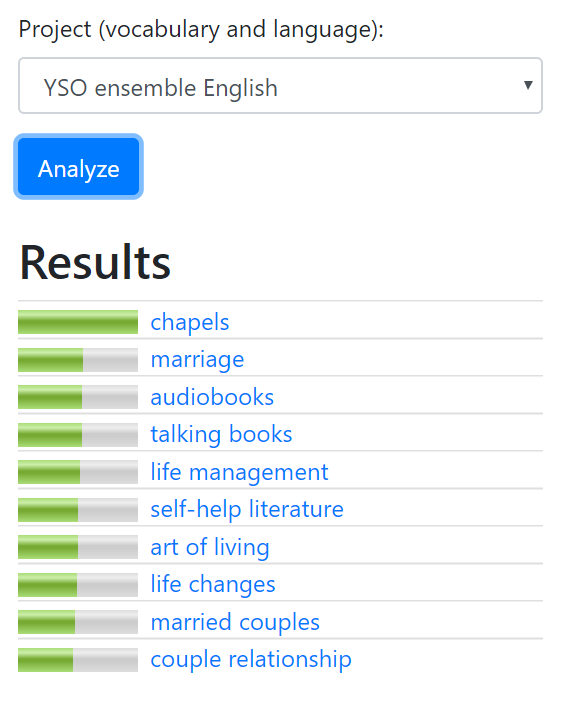 Project (vocabulary and language):
YSO ensemble English
Analyze
Results
chapels
marriage
audiobooks
talking books
life management
self-help literature
art of living
life changes
married couples
couple relationship